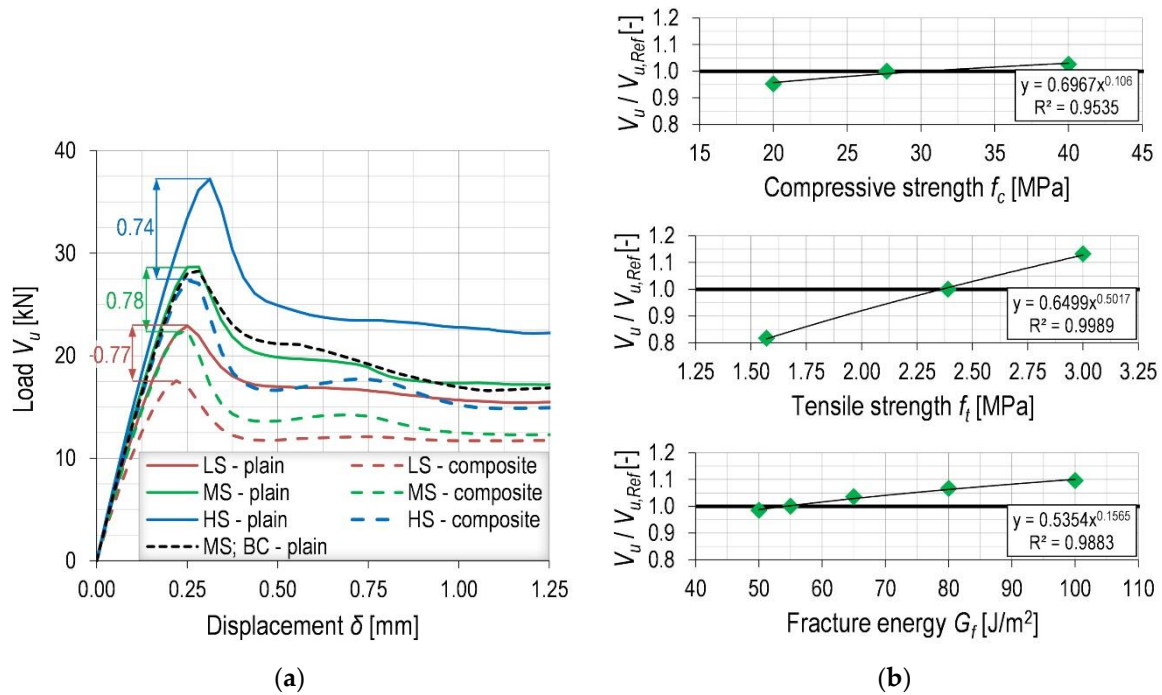 40
30
20
10
0
Load Vᵤ [kN]
0.74
0.78
0.77
LS - plain
LS - composite
MS - plain
MS - composite
HS - plain
HS - composite
MS; BC - plain
0.00 0.25 0.50 0.75 1.00 1.25
Displacement δ [mm]
(a)
1.2
1.1
1.0
0.9
0.8
Vᵤ / Vᵤ,Ref [-]
y = 0.6967x^0.106
R² = 0.9535
15 20 25 30 35 40 45
Compressive strength f_c [MPa]
1.2
1.1
1.0
0.9
0.8
Vᵤ / Vᵤ,Ref [-]
y = 0.6499x^0.5017
R² = 0.9989
1.25 1.50 1.75 2.00 2.25 2.50 2.75 3.00 3.25
Tensile strength f_t [MPa]
1.2
1.1
1.0
0.9
0.8
Vᵤ / Vᵤ,Ref [-]
y = 0.5354x^0.1565
R² = 0.9883
40 50 60 70 80 90 100 110
Fracture energy G_f [J/m²]
(b)